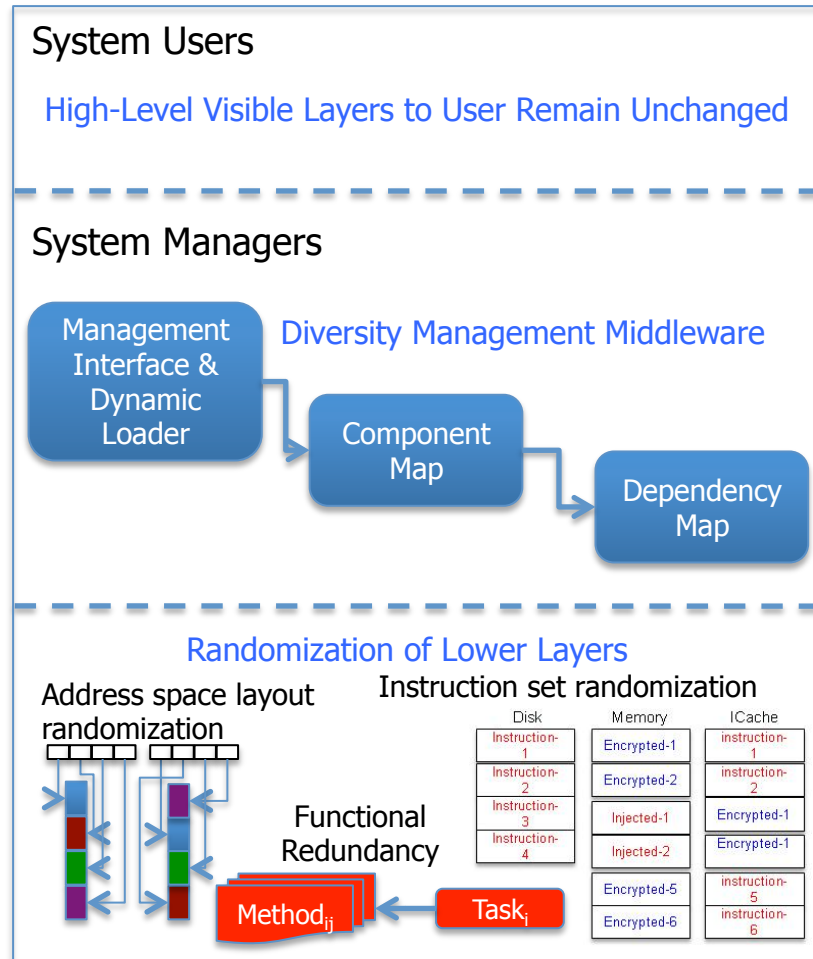 System Users
High-Level Visible Layers to User Remain Unchanged
System Managers
Management
Interface &
Dynamic
Loader
Diversity Management Middleware
Component
Map
Dependency
Map
Randomization of Lower Layers
Address space layout
randomization
Instruction set randomization
Disk
Instruction-
1
Instruction-
2
Instruction-
3
Instruction-
4
Memory
Encrypted-1
Encrypted-2
Injected-1
Injected-2
Encrypted-5
Encrypted-6
ICache
instruction-
1
instruction-
2
Encrypted-1
Encrypted-1
instruction-
5
instruction-
6
Functional
Redundancy
Methodij
Taski